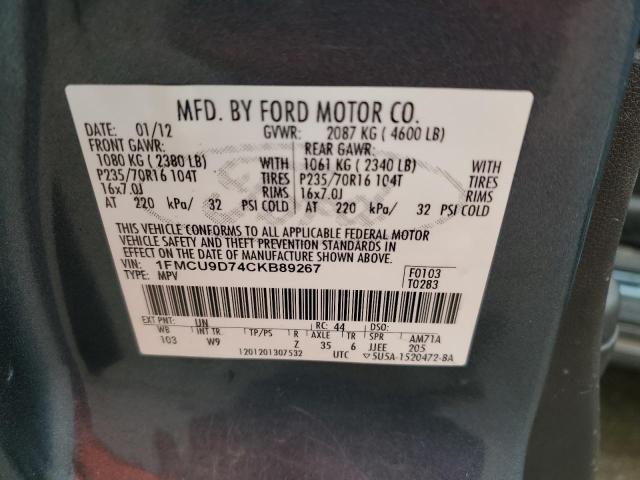 MFD. BY FORD MOTOR CO.
DATE: 01/12 GVWR: 2087 KG ( 4600 LB)
FRONT GAWR: REAR GAWR:
1080 KG ( 2380 LB) WITH 1061 KG ( 2340 LB) WITH
P235/70R16 104T TIRES P235/70R16 104T TIRES
16x7.0J RIMS 16x7.0J RIMS
AT 220 kPa/ 32 PSI COLD AT 220 kPa/ 32 PSI COLD
THIS VEHICLE CONFORMS TO ALL APPLICABLE FEDERAL MOTOR
VEHICLE SAFETY AND THEFT PREVENTION STANDARDS IN
EFFECT ON THE DATE OF MANUFACTURE SHOWN ABOVE.
VIN: 1FMCU9D74CKB89267 F0103
TYPE: MPV T0283
EXT PNT: UN RC: 44 DSO:
WB INT TR TP/PS R AXLE TR SPR AM71A
103 W9 Z 35 6 JJEE 205
1201201307532 UTC ▽5U5A-1520472-BA